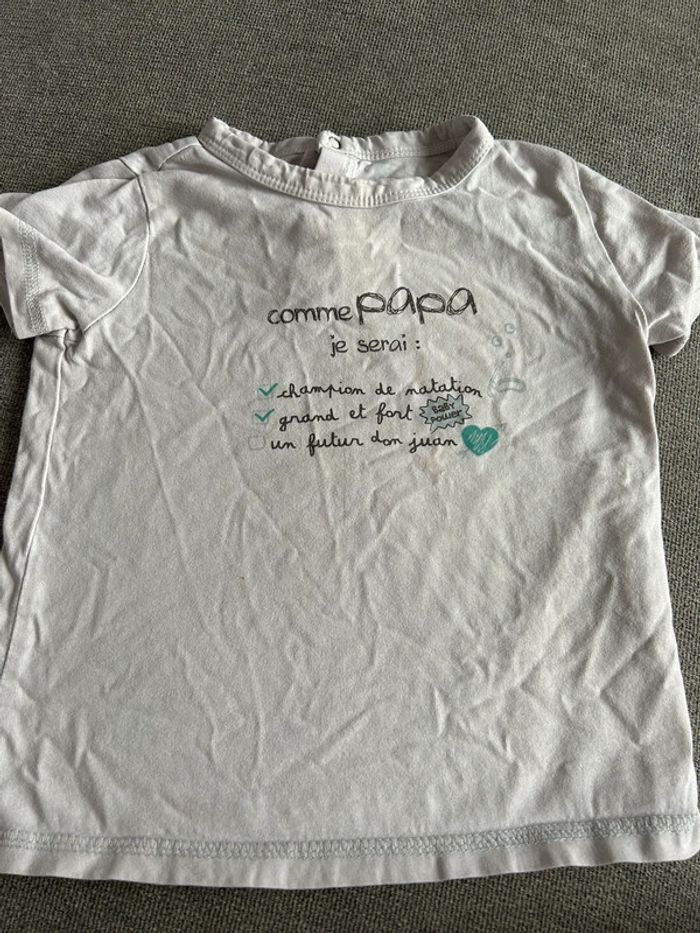 comme papa
je serai :
champion de natation
grand et fort BABY POWER
un futur don juan